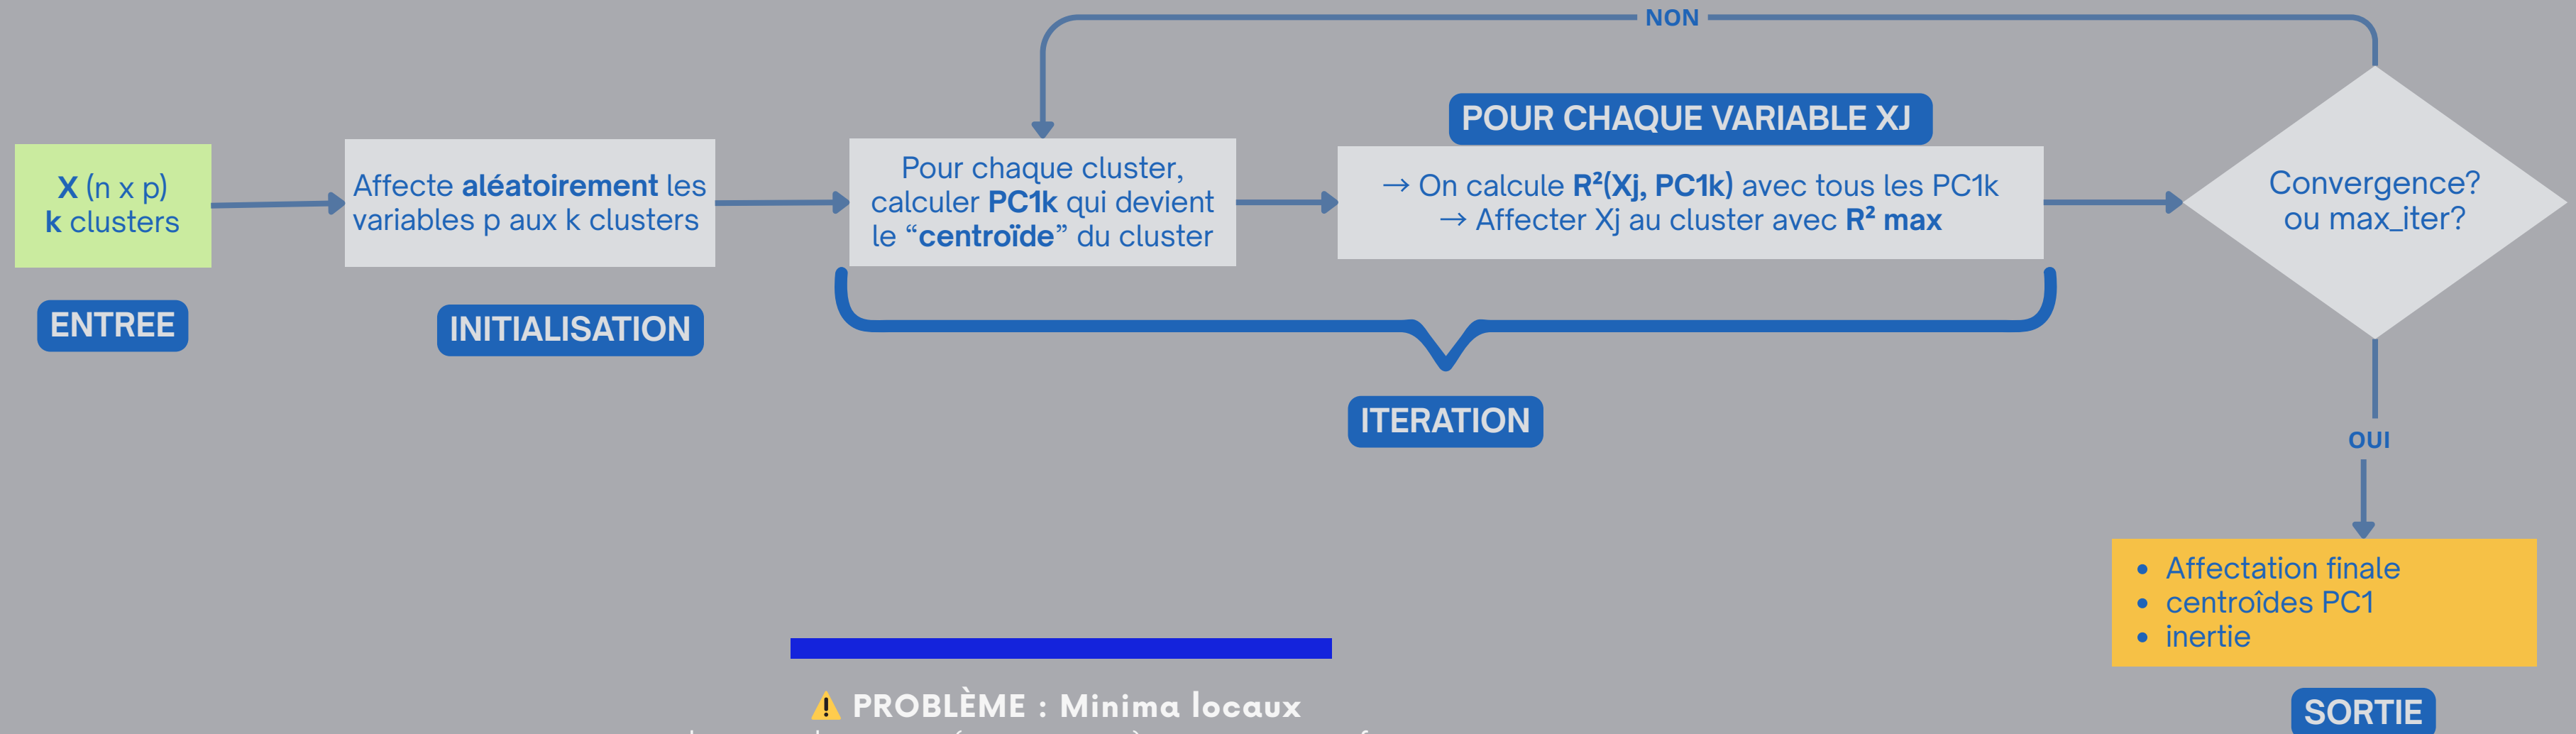 NON
POUR CHAQUE VARIABLE XJ
X (n x p)
k clusters
Affecte aléatoirement les
variables p aux k clusters
Pour chaque cluster,
calculer PC1k qui devient
le “centroïde” du cluster
→ On calcule R²(Xj, PC1k) avec tous les PC1k
→ Affecter Xj au cluster avec R² max
Convergence?
ou max_iter?
ENTREE
INITIALISATION
ITERATION
OUI
• Affectation finale
• centroîdes PC1
• inertie
⚠️ PROBLÈME : Minima locaux
SORTIE